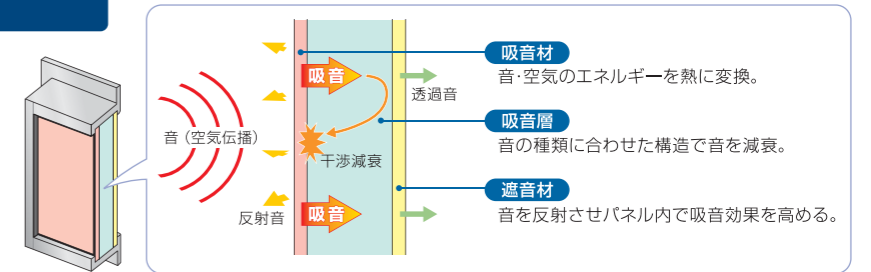 吸音材
音・空気のエネルギーを熱に変換。
吸音
透過音
吸音層
音の種類に合わせた構造で音を減衰。
音（空気伝播）
干渉減衰
遮音材
音を反射させパネル内で吸音効果を高める。
反射音
吸音